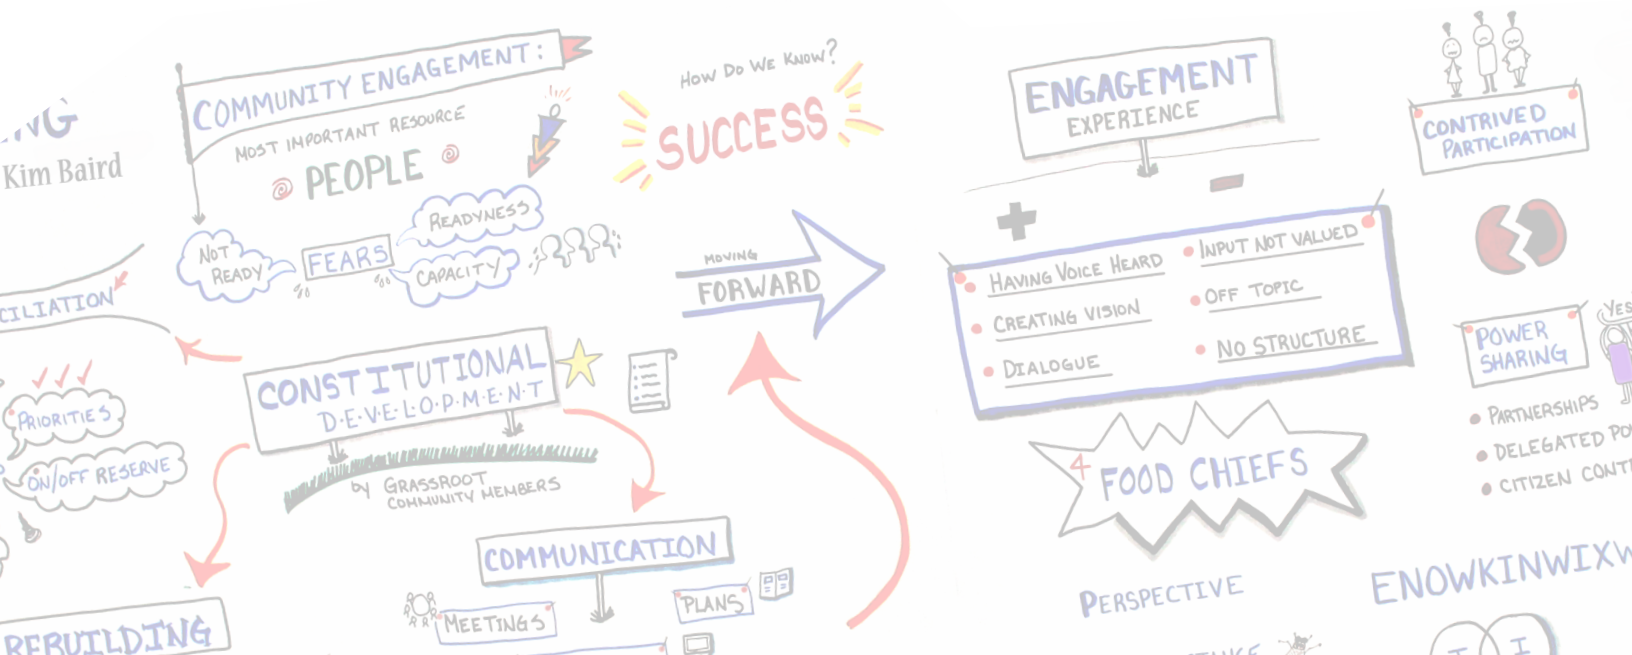 Kim Baird
COMMUNITY ENGAGEMENT:
MOST IMPORTANT RESOURCE
PEOPLE
NOT
READY
FEARS
READYNESS
CAPACITY
HOW DO WE KNOW?
SUCCESS
MOVING
FORWARD
PRIORITIES
ON/OFF RESERVE
CONSTITUTIONAL
D·E·V·E·L·O·P·M·E·N·T
by GRASSROOT
COMMUNITY MEMBERS
REBUILDING
COMMUNICATION
MEETINGS
PLANS
ENGAGEMENT
EXPERIENCE
HAVING VOICE HEARD
CREATING VISION
DIALOGUE
INPUT NOT VALUED
OFF TOPIC
NO STRUCTURE
4 FOOD CHIEFS
PERSPECTIVE
CONTRIVED
PARTICIPATION
POWER
SHARING
YES
PARTNERSHIPS
DELEGATED
CITIZEN
ENOWKINWIXW
I I